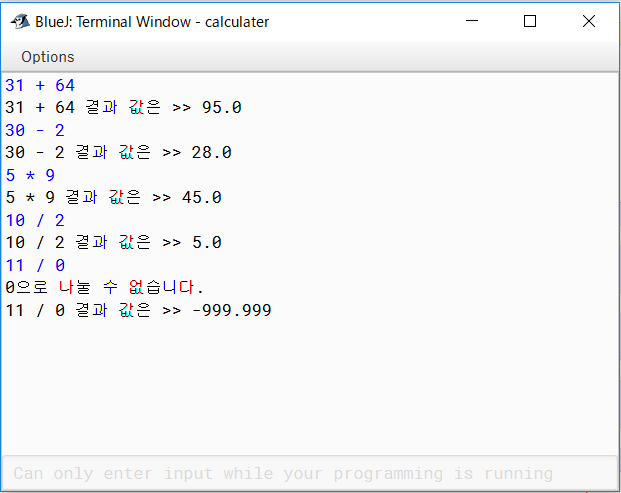 BlueJ: Terminal Window - calculater
Options
31 + 64
31 + 64 결과 값은 >> 95.0
30 - 2
30 - 2 결과 값은 >> 28.0
5 * 9
5 * 9 결과 값은 >> 45.0
10 / 2
10 / 2 결과 값은 >> 5.0
11 / 0
0으로 나눌 수 없습니다.
11 / 0 결과 값은 >> -999.999
Can only enter input while your programming is running